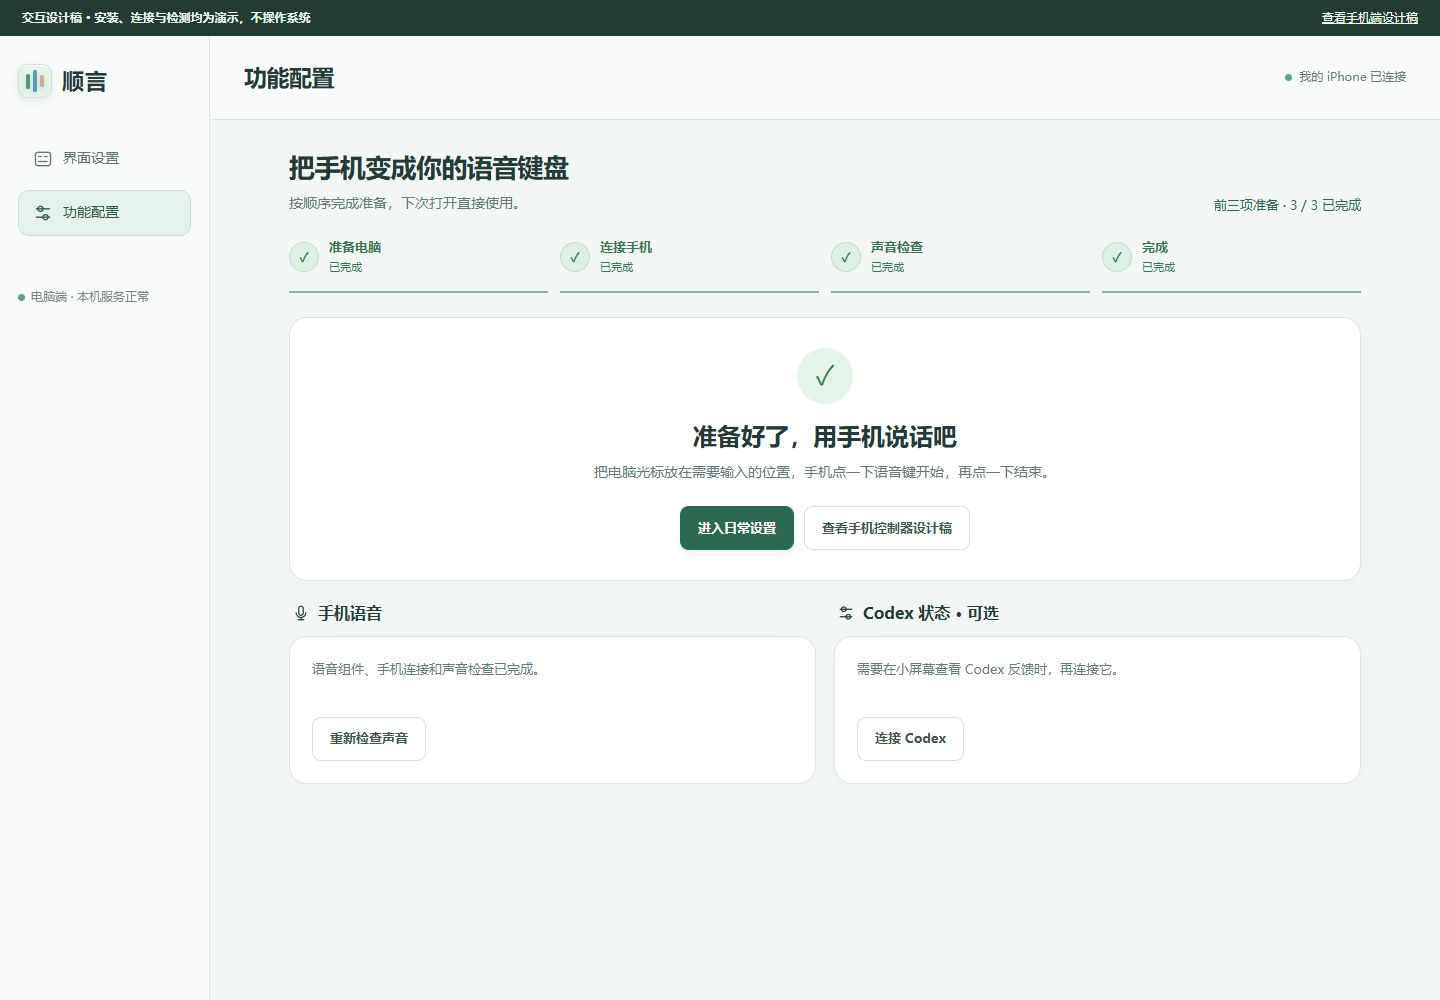 交互设计稿 • 安装、连接与检测均为演示，不操作系统
查看手机端设计稿
顺言
界面设置
功能配置
电脑端 · 本机服务正常
功能配置
我的 iPhone 已连接
把手机变成你的语音键盘
按顺序完成准备，下次打开直接使用。
前三项准备 · 3 / 3 已完成
准备电脑
已完成
连接手机
已完成
声音检查
已完成
完成
已完成
准备好了，用手机说话吧
把电脑光标放在需要输入的位置，手机点一下语音键开始，再点一下结束。
进入日常设置
查看手机控制器设计稿
手机语音
语音组件、手机连接和声音检查已完成。
重新检查声音
Codex 状态 • 可选
需要在小屏幕查看 Codex 反馈时，再连接它。
连接 Codex